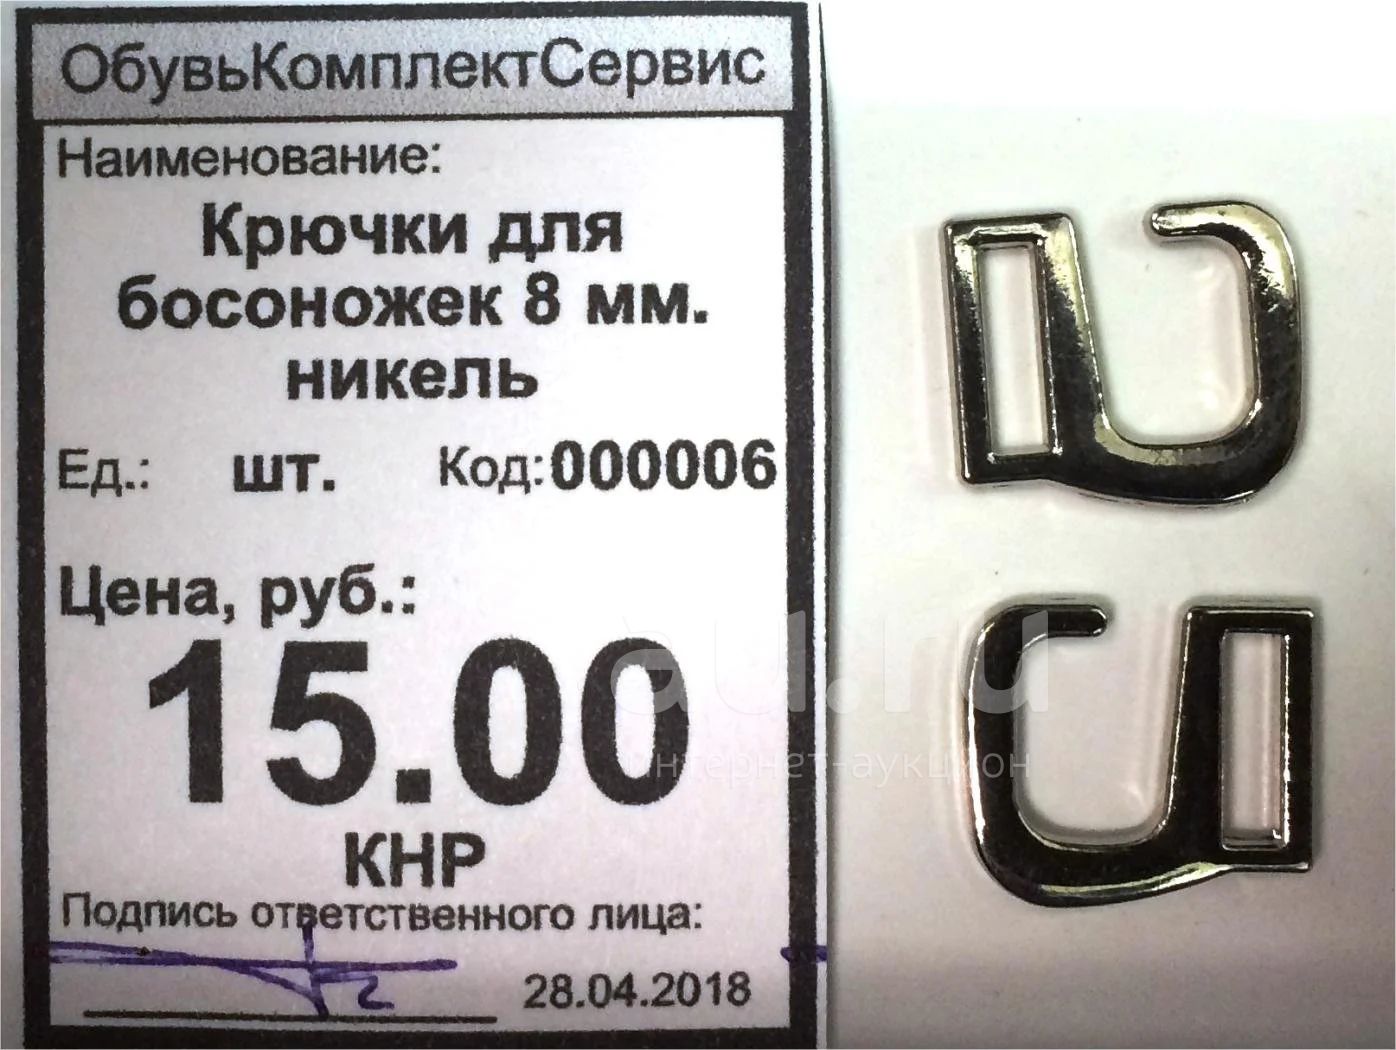 ОбувьКомплектСервис
Наименование:
Крючки для
босоножек 8 мм.
никель
Ед.: шт. Код:000006
Цена, руб.:
15.00
КНР
Подпись ответственного лица:
28.04.2018
au.ru
интернет-аукцион